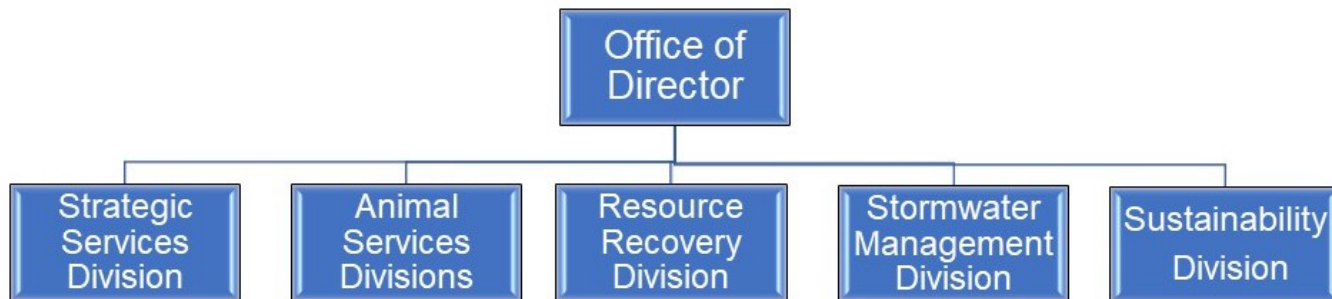 Office of
Director
Strategic
Services
Division
Animal
Services
Divisions
Resource
Recovery
Division
Stormwater
Management
Division
Sustainability
Division